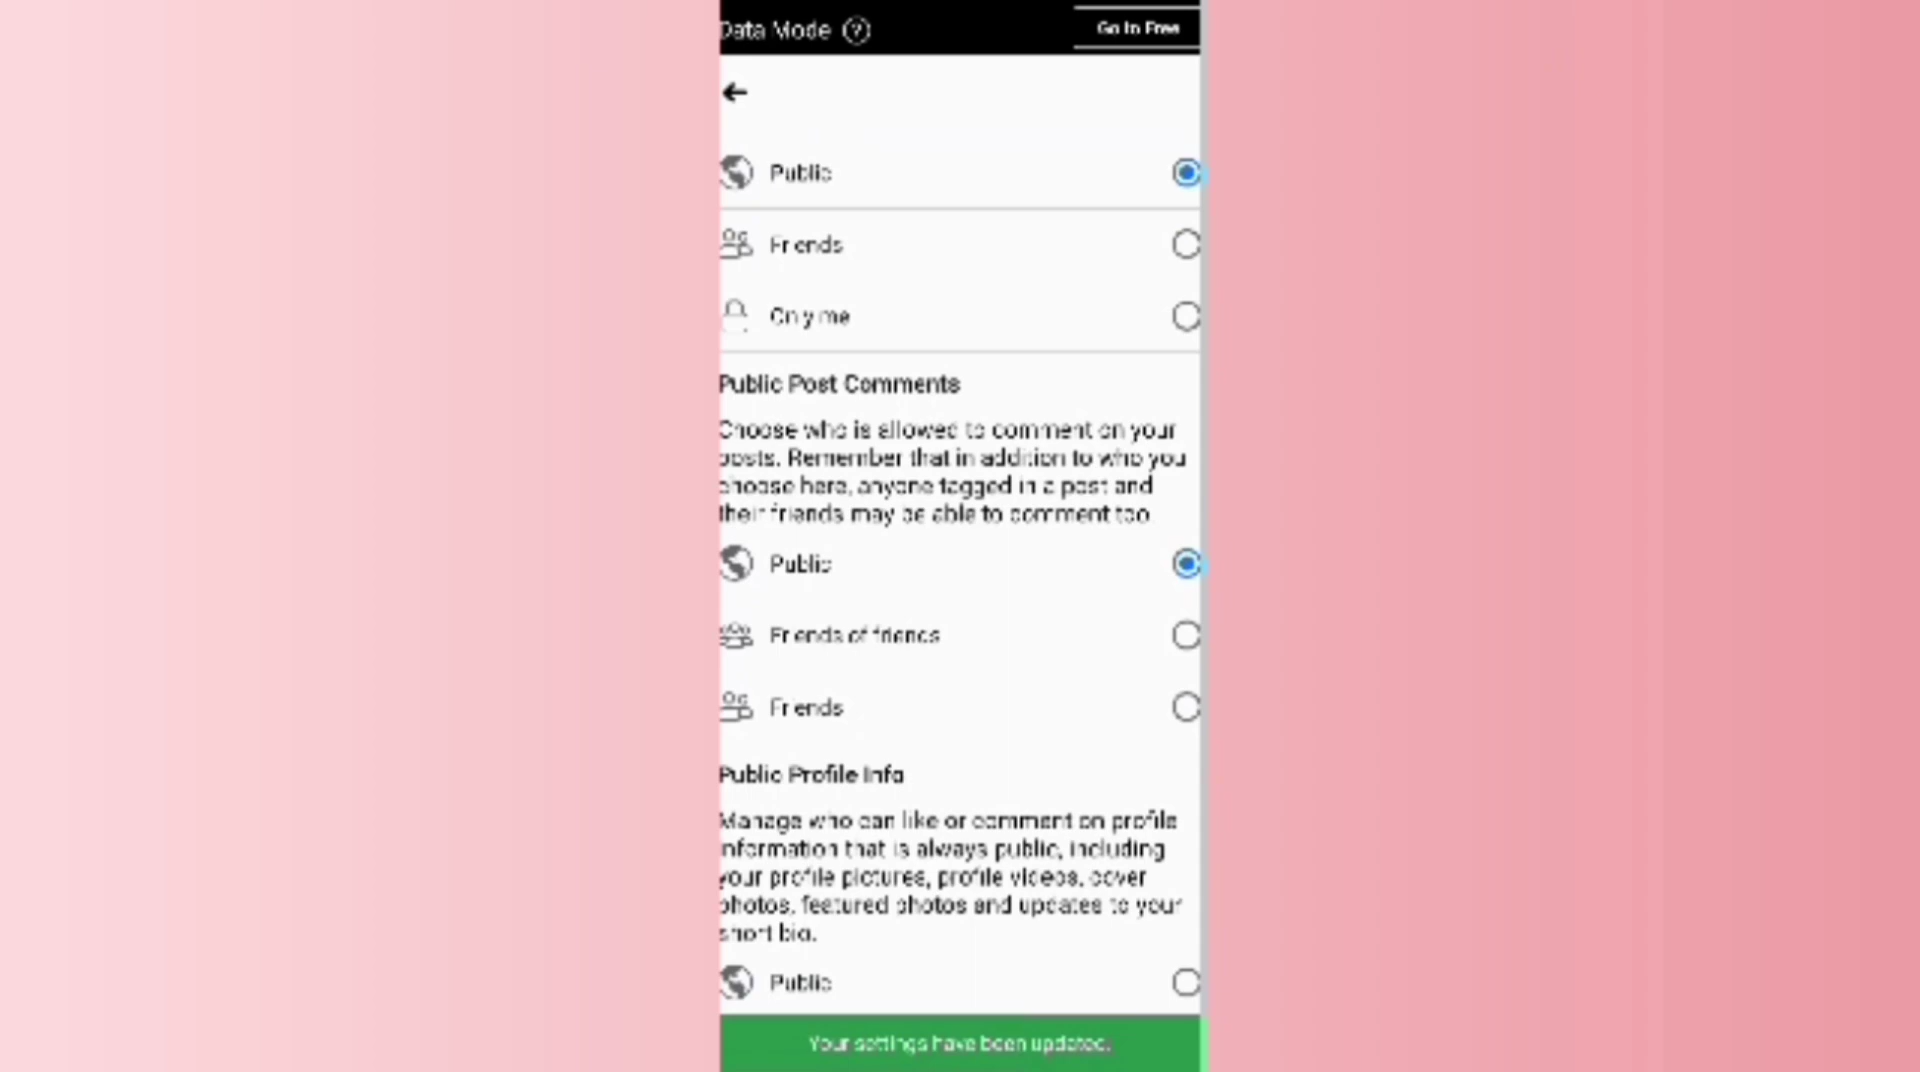 Data Mode ?
Go to Free
Public
Friends
Only me
Public Post Comments
Choose who is allowed to comment on your
posts. Remember that in addition to who you
choose here, anyone tagged in a post and
their friends may be able to comment too
Public
Friends of friends
Friends
Public Profile Info
Manage who can like or comment on profile
information that is always public, including
your profile pictures, profile videos, cover
photos, featured photos and updates to your
short bio.
Public
Your settings have been updated.